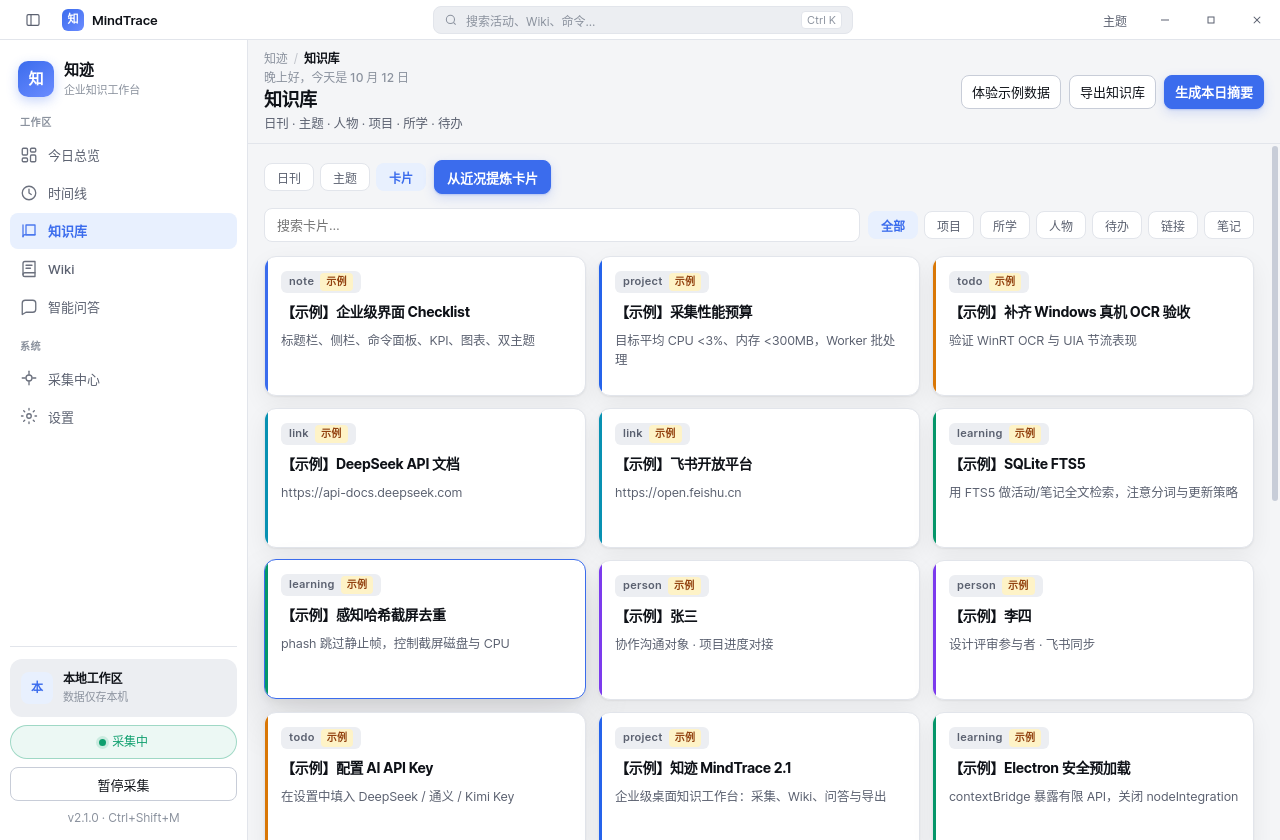 知 MindTrace
搜索活动、Wiki、命令... Ctrl K
主题
知 知迹
企业知识工作台
工作区
今日总览
时间线
知识库
Wiki
智能问答
系统
采集中心
设置
本 本地工作区
数据仅存本机
采集中
暂停采集
v2.1.0 · Ctrl+Shift+M
知迹 / 知识库
晚上好，今天是 10 月 12 日
知识库
日刊 · 主题 · 人物 · 项目 · 所学 · 待办
体验示例数据 导出知识库 生成本日摘要
日刊 主题 卡片 从近况提炼卡片
搜索卡片... 全部 项目 所学 人物 待办 链接 笔记
note 示例
【示例】企业级界面 Checklist
标题栏、侧栏、命令面板、KPI、图表、双主题
project 示例
【示例】采集性能预算
目标平均 CPU <3%、内存 <300MB，Worker 批处
理
todo 示例
【示例】补齐 Windows 真机 OCR 验收
验证 WinRT OCR 与 UIA 节流表现
link 示例
【示例】DeepSeek API 文档
https://api-docs.deepseek.com
link 示例
【示例】飞书开放平台
https://open.feishu.cn
learning 示例
【示例】SQLite FTS5
用 FTS5 做活动/笔记全文检索，注意分词与更新策略
learning 示例
【示例】感知哈希截屏去重
phash 跳过静止帧，控制截屏磁盘与 CPU
person 示例
【示例】张三
协作沟通对象 · 项目进度对接
person 示例
【示例】李四
设计评审参与者 · 飞书同步
todo 示例
【示例】配置 AI API Key
在设置中填入 DeepSeek / 通义 / Kimi Key
project 示例
【示例】知迹 MindTrace 2.1
企业级桌面知识工作台：采集、Wiki、问答与导出
learning 示例
【示例】Electron 安全预加载
contextBridge 暴露有限 API，关闭 nodeIntegration